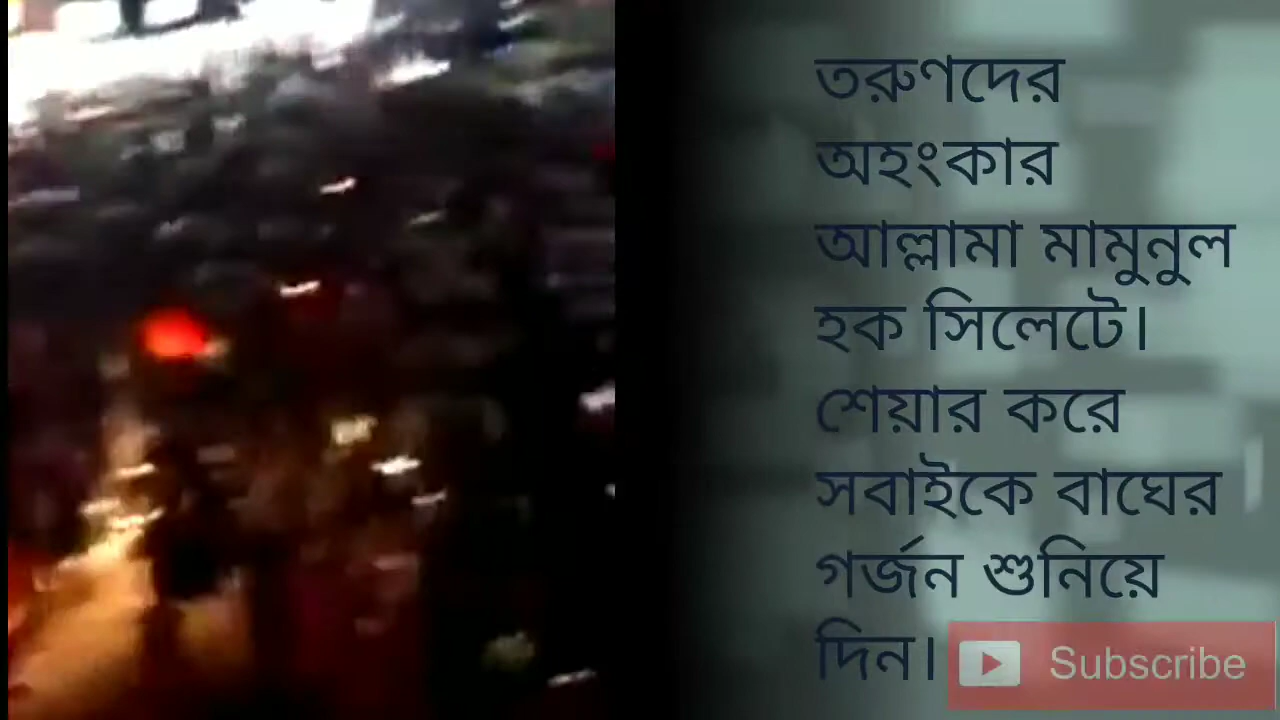 তরুণদের
অহংকার
আল্লামা মামুনুল
হক সিলেটে।
শেয়ার করে
সবাইকে বাঘের
গর্জন শুনিয়ে
দিন।
Subscribe